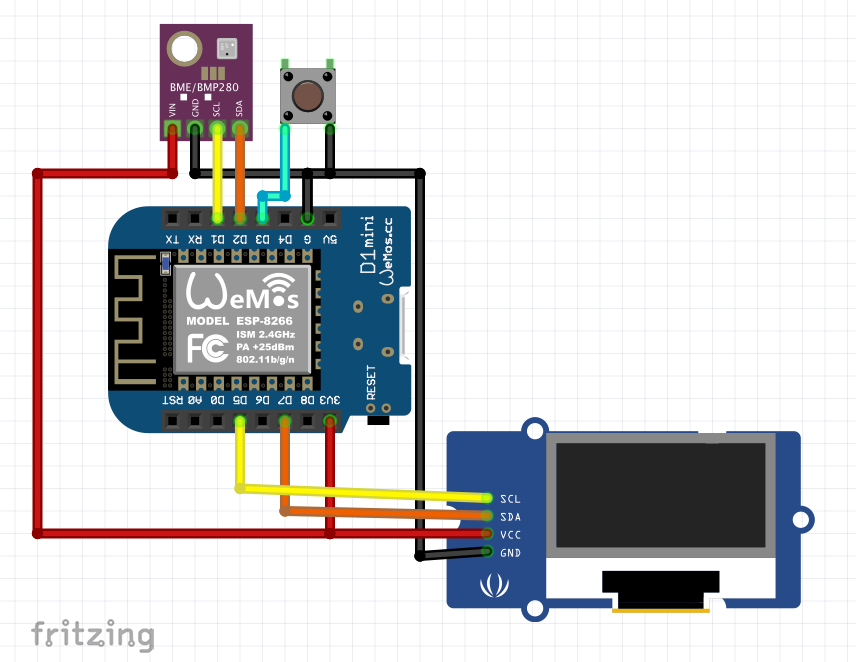 BME/BMP280
VIN
GND
SCL
SDA
TX
RX
D1
D2
D3
D4
G
5V
D1 mini
WeMos.cc
WeMos
MODEL ESP-8266
FC
ISM 2.4GHz
PA +25dBm
802.11b/g/n
RESET
RST
A0
D0
D5
D6
D7
D8
3V3
SCL
SDA
VCC
GND
fritzing